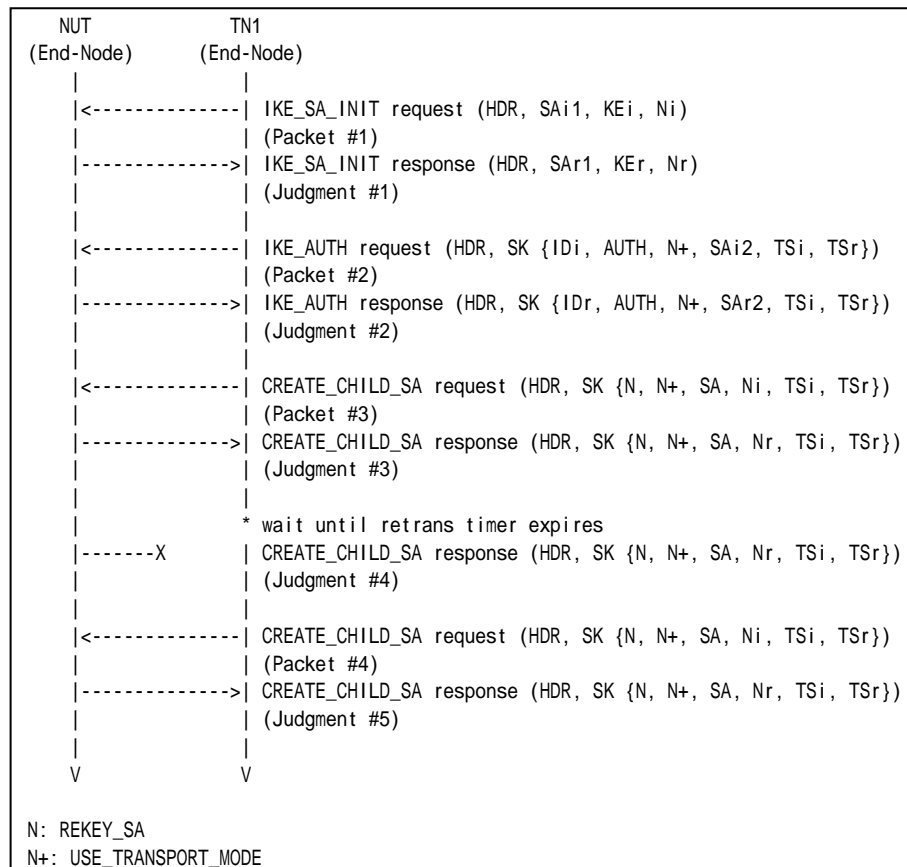 NUT TN1
(End-Node) (End-Node)
| |
|<--------------| IKE_SA_INIT request (HDR, SAi1, KEi, Ni)
| | (Packet #1)
|-------------->| IKE_SA_INIT response (HDR, SAr1, KEr, Nr)
| | (Judgment #1)
| |
|<--------------| IKE_AUTH request (HDR, SK {IDi, AUTH, N+, SAi2, TSi, TSr})
| | (Packet #2)
|-------------->| IKE_AUTH response (HDR, SK {IDr, AUTH, N+, SAr2, TSi, TSr})
| | (Judgment #2)
| |
|<--------------| CREATE_CHILD_SA request (HDR, SK {N, N+, SA, Ni, TSi, TSr})
| | (Packet #3)
|-------------->| CREATE_CHILD_SA response (HDR, SK {N, N+, SA, Nr, TSi, TSr})
| | (Judgment #3)
| |
| * wait until retrans timer expires
|-------X | CREATE_CHILD_SA response (HDR, SK {N, N+, SA, Nr, TSi, TSr})
| | (Judgment #4)
| |
|<--------------| CREATE_CHILD_SA request (HDR, SK {N, N+, SA, Ni, TSi, TSr})
| | (Packet #4)
|-------------->| CREATE_CHILD_SA response (HDR, SK {N, N+, SA, Nr, TSi, TSr})
| | (Judgment #5)
| |
V V
N: REKEY_SA
N+: USE_TRANSPORT_MODE